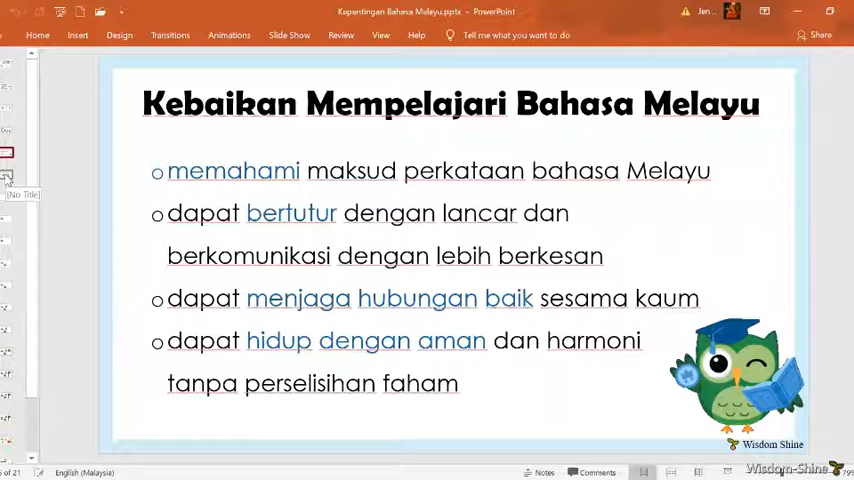 Kepentingan Bahasa Melayu.pptx - PowerPoint
Jen ...
Home Insert Design Transitions Animations Slide Show Review View Help Tell me what you want to do Share
Kebaikan Mempelajari Bahasa Melayu
memahami maksud perkataan bahasa Melayu
dapat bertutur dengan lancar dan
berkomunikasi dengan lebih berkesan
dapat menjaga hubungan baik sesama kaum
dapat hidup dengan aman dan harmoni
tanpa perselisihan faham
[No Title]
Wisdom Shine
of 21 English (Malaysia) Notes Comments 79%
Wisdom-Shine